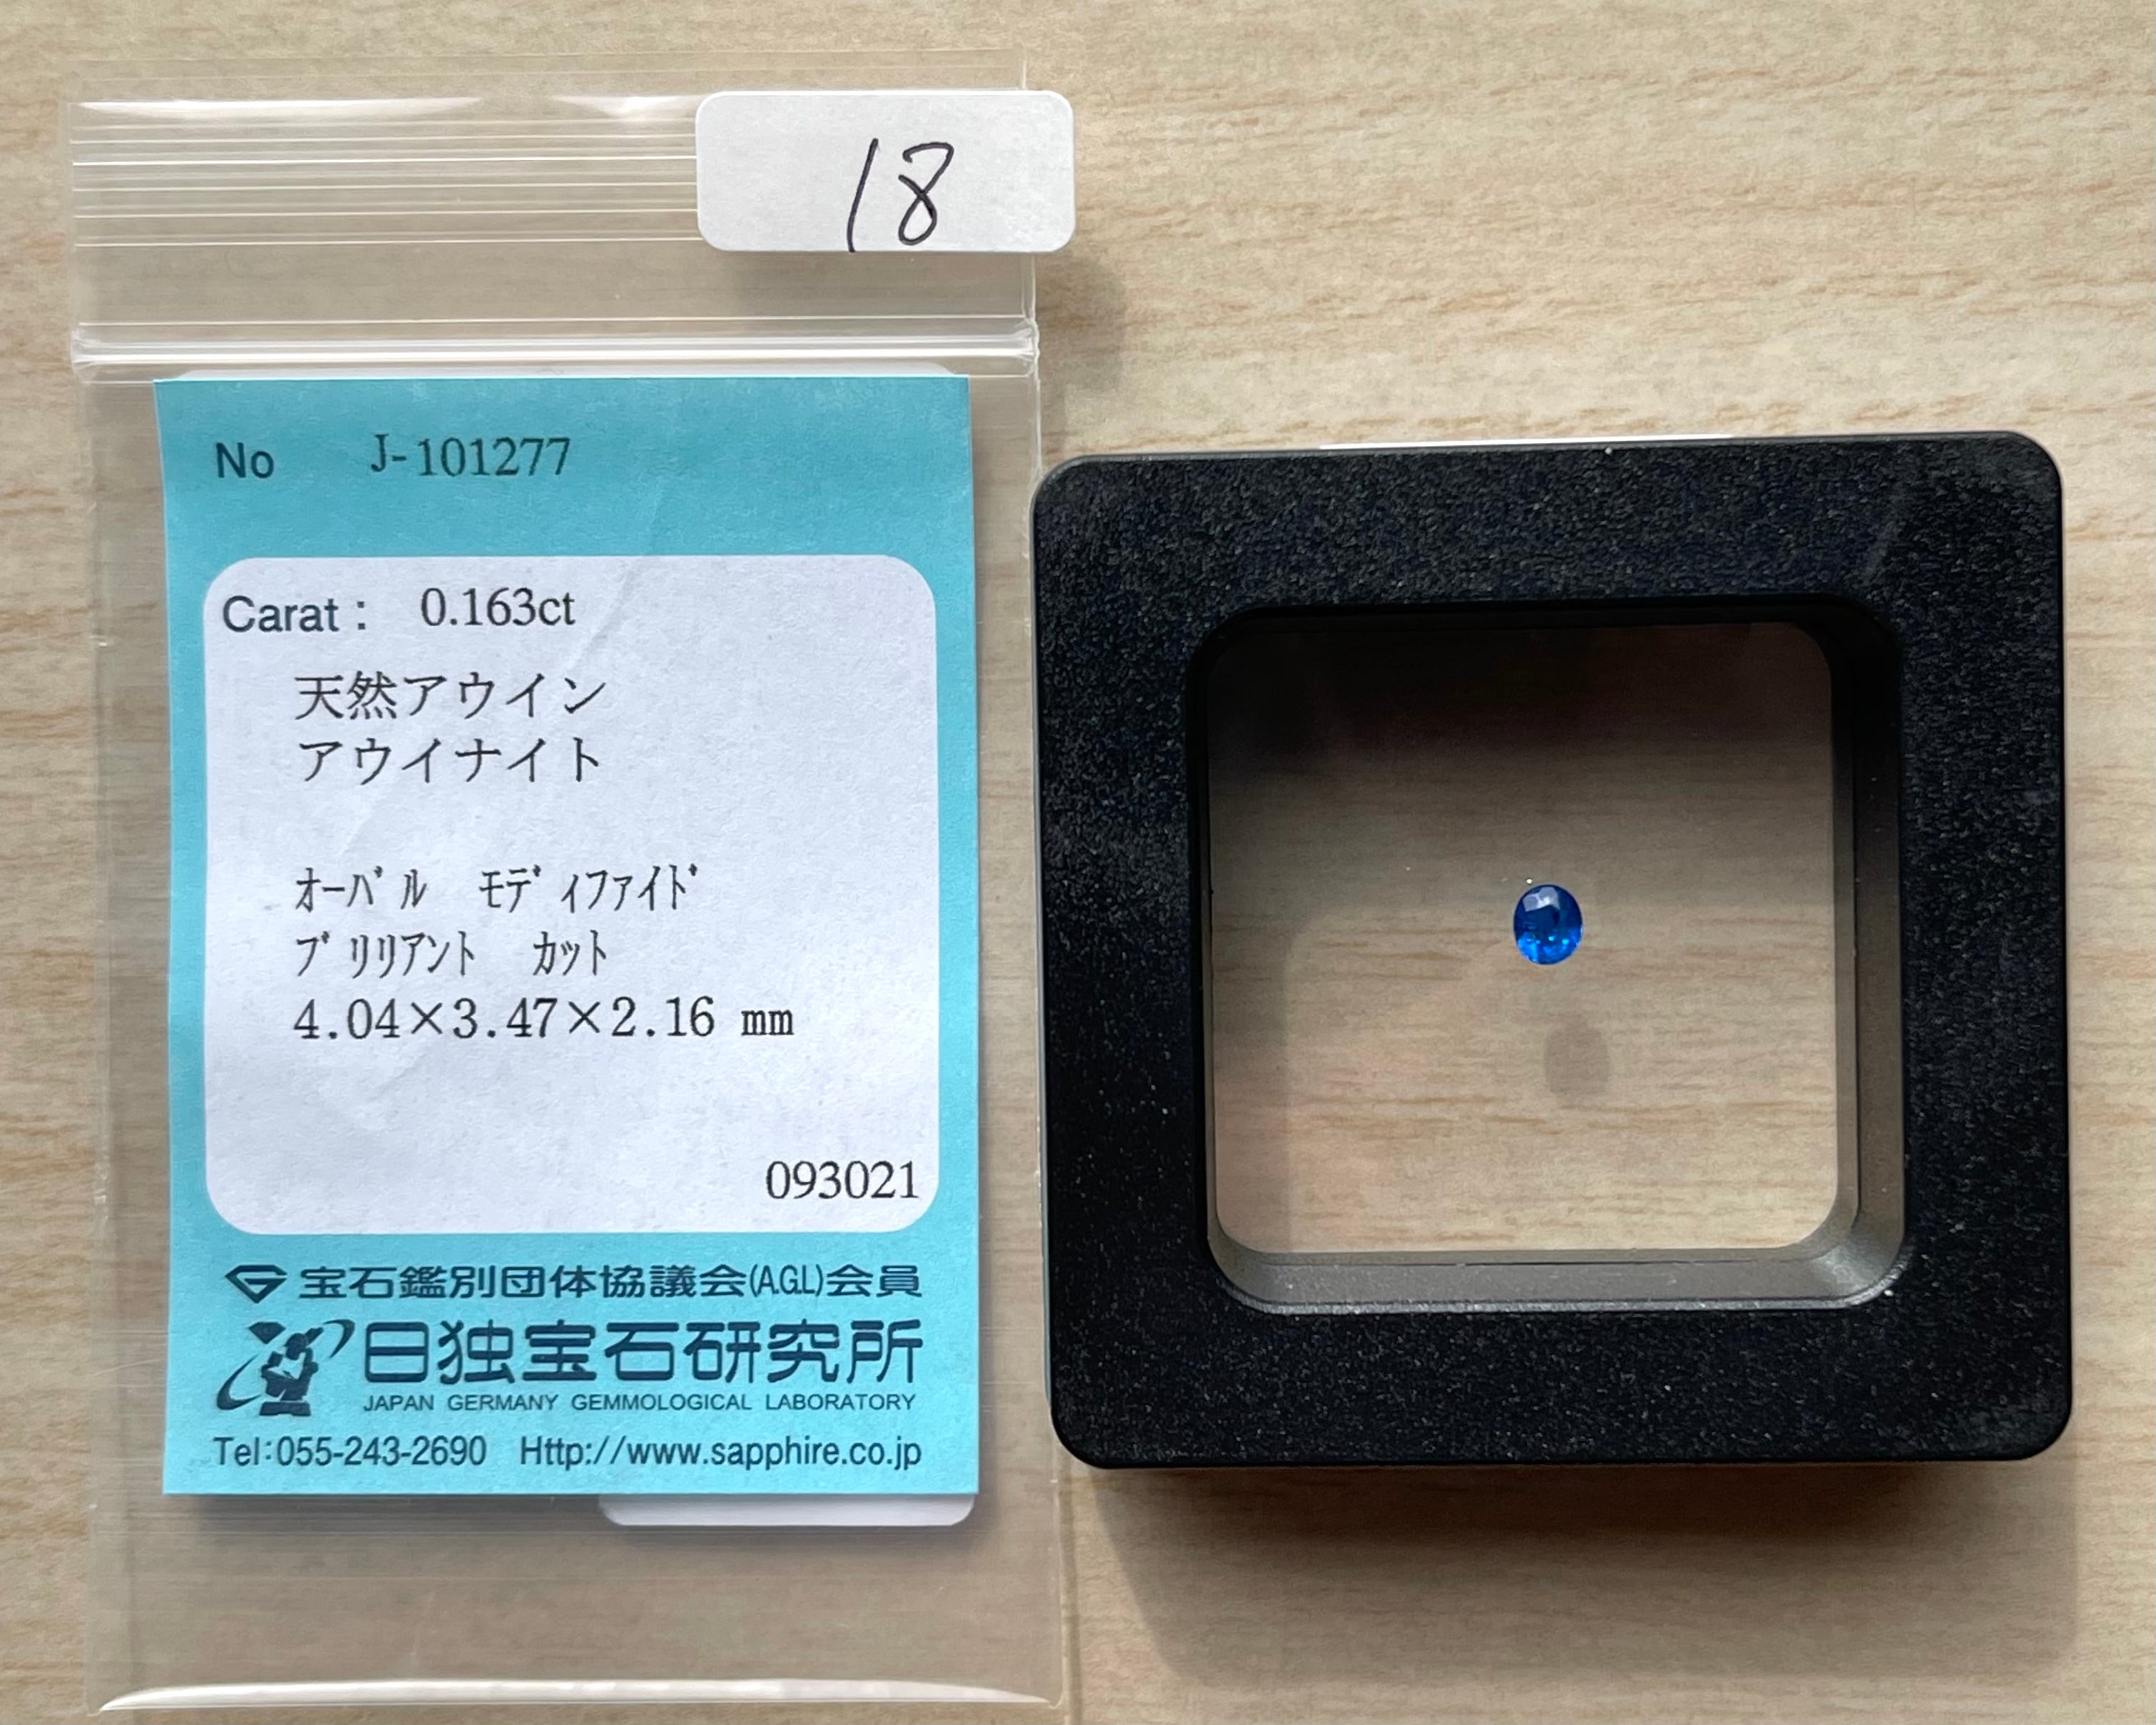 18
No J-101277
Carat : 0.163ct
天然アウイン
アウイナイト
ｵｰﾊﾞﾙ ﾓﾃﾞｨﾌｧｲﾄﾞ
ﾌﾞﾘﾘｱﾝﾄ ｶｯﾄ
4.04×3.47×2.16 mm
093021
宝石鑑別団体協議会(A.G.L)会員
日独宝石研究所
JAPAN GERMANY GEMMOLOGICAL LABORATORY
Tel:055-243-2690 Http://www.sapphire.co.jp